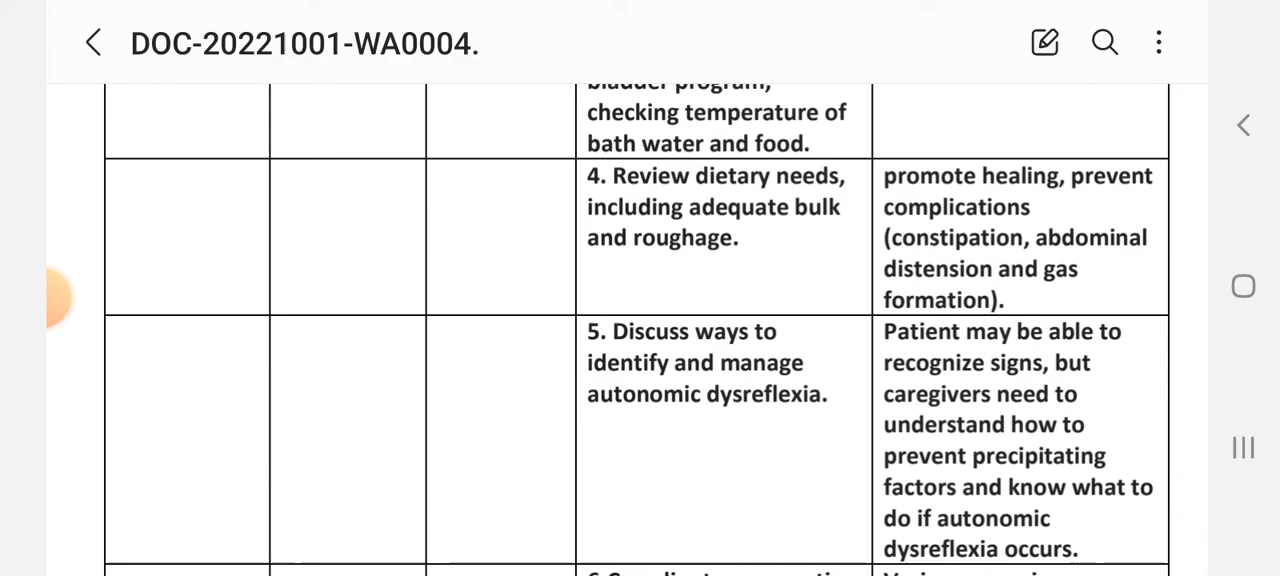 DOC-20221001-WA0004.
bladder program,
checking temperature of
bath water and food.
4. Review dietary needs,
including adequate bulk
and roughage.
promote healing, prevent
complications
(constipation, abdominal
distension and gas
formation).
5. Discuss ways to
identify and manage
autonomic dysreflexia.
Patient may be able to
recognize signs, but
caregivers need to
understand how to
prevent precipitating
factors and know what to
do if autonomic
dysreflexia occurs.